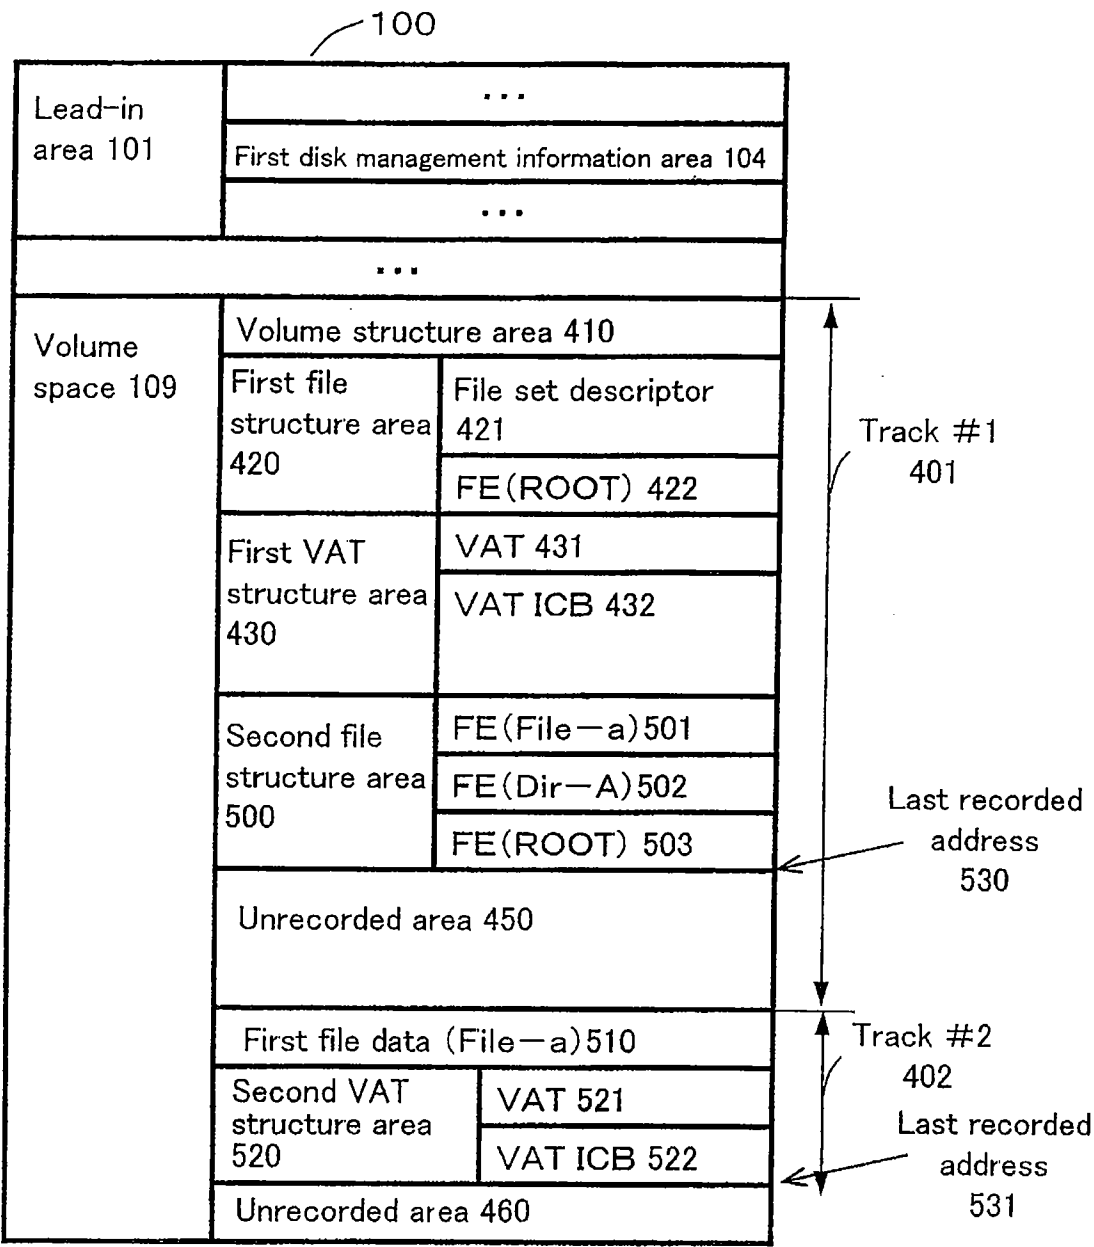 100
Lead-in
area 101
...
First disk management information area 104
...
...
Volume
space 109
Volume structure area 410
First file
structure area
420
File set descriptor
421
FE(ROOT) 422
First VAT
structure area
430
VAT 431
VAT ICB 432
Second file
structure area
500
FE(File-a)501
FE(Dir-A)502
FE(ROOT) 503
Unrecorded area 450
First file data (File-a)510
Second VAT
structure area
520
VAT 521
VAT ICB 522
Unrecorded area 460
Track #1
401
Last recorded
address
530
Track #2
402
Last recorded
address
531